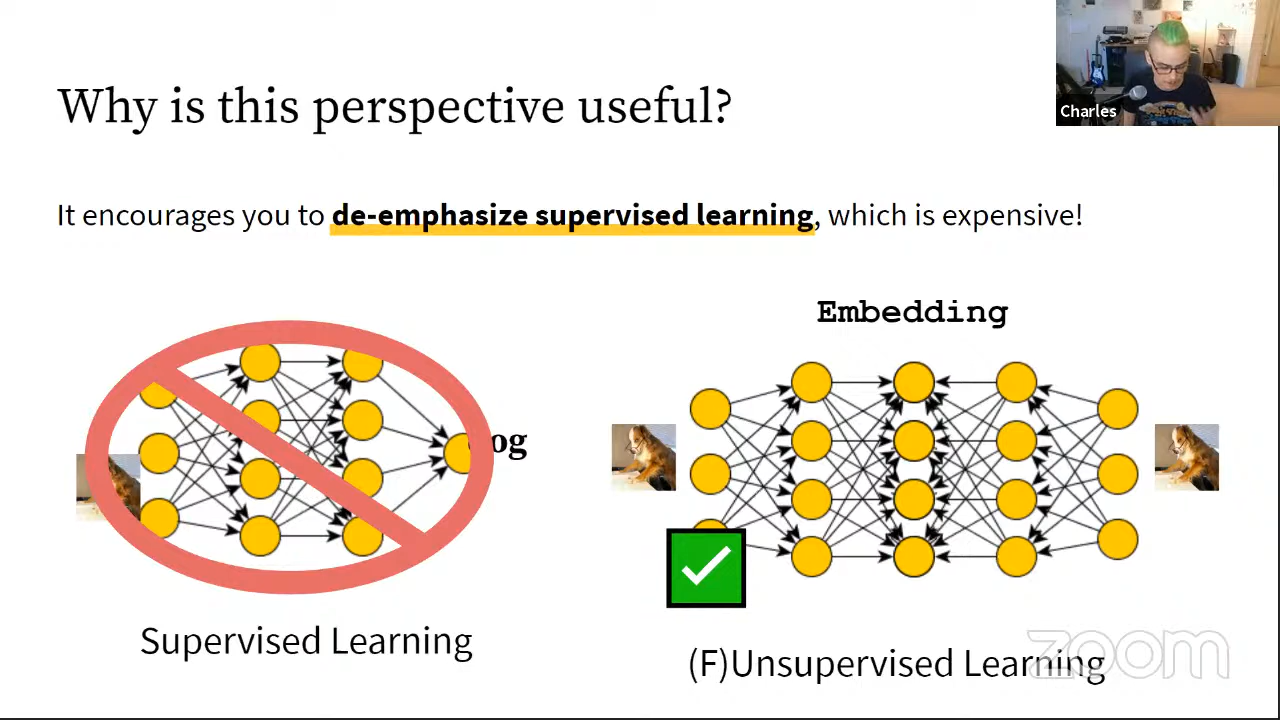 Charles
Why is this perspective useful?
It encourages you to de-emphasize supervised learning, which is expensive!
Embedding
og
Supervised Learning
(F)Unsupervised Learning
zoom